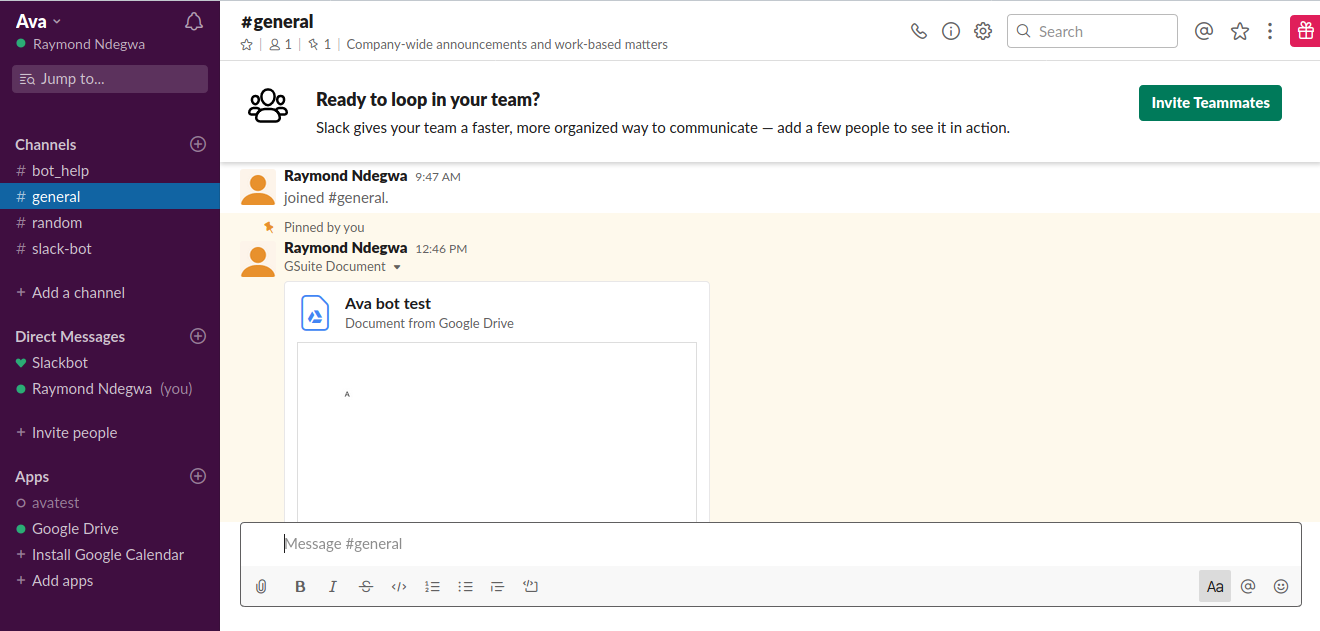 Ava
Raymond Ndegwa
Jump to...
Channels
# bot_help
# general
# random
# slack-bot
+ Add a channel
Direct Messages
Slackbot
Raymond Ndegwa (you)
+ Invite people
Apps
avatest
Google Drive
+ Install Google Calendar
+ Add apps
#general
1 | 1 | Company-wide announcements and work-based matters
Search
Ready to loop in your team?
Slack gives your team a faster, more organized way to communicate — add a few people to see it in action.
Invite Teammates
Raymond Ndegwa 9:47 AM
joined #general.
Pinned by you
Raymond Ndegwa 12:46 PM
GSuite Document
Ava bot test
Document from Google Drive
A
Message #general
B I S Aa @